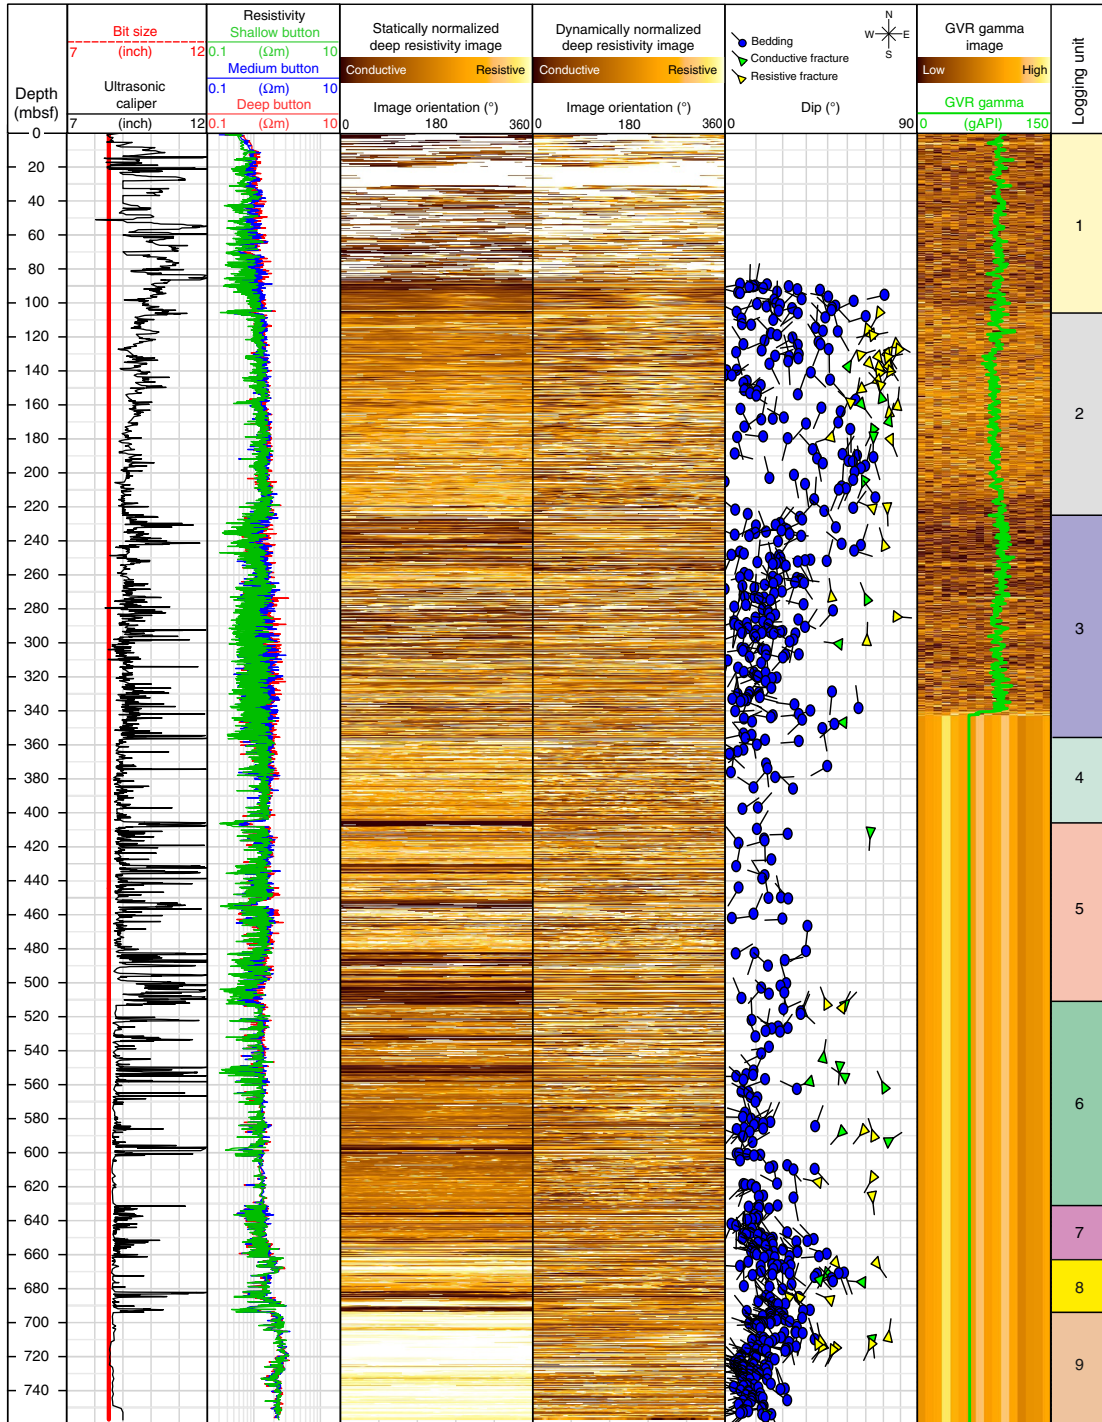 Depth
(mbsf)
Bit size
7 (inch) 12
Ultrasonic
caliper
7 (inch) 12
Resistivity
Shallow button
0.1 (Ωm) 10
Medium button
0.1 (Ωm) 10
Deep button
0.1 (Ωm) 10
Statically normalized
deep resistivity image
Conductive Resistive
Image orientation (°)
0 180 360
Dynamically normalized
deep resistivity image
Conductive Resistive
Image orientation (°)
0 180 360
N
W E
S
Bedding
Conductive fracture
Resistive fracture
Dip (°)
0 90
GVR gamma
image
Low High
GVR gamma
0 (gAPI) 150
Logging unit
0
20
40
60
80
100
120
140
160
180
200
220
240
260
280
300
320
340
360
380
400
420
440
460
480
500
520
540
560
580
600
620
640
660
680
700
720
740
1
2
3
4
5
6
7
8
9